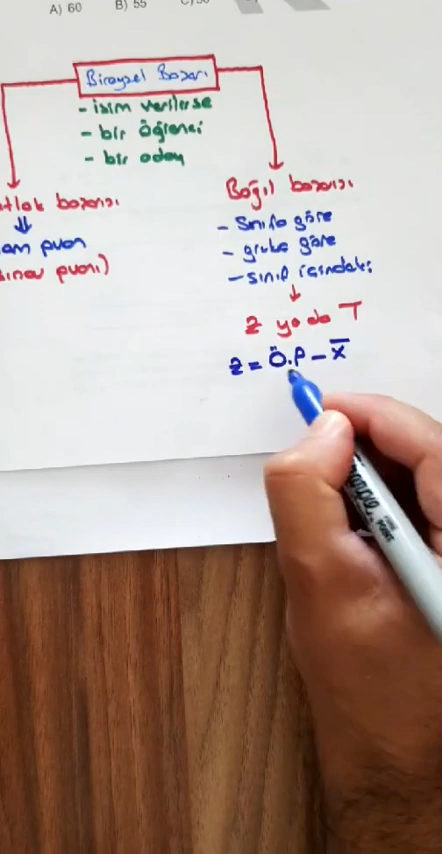 A) 60 B) 55
Bireysel Başarı
- isim verilirse
- bir öğrenci
- bir aday
başarısı
puan
sınav puanı)
Bağıl başarısı
- Sınıfa göre
- gruba göre
- sınıf içindeki
Z ya da T
Z = Ö.P - X̄